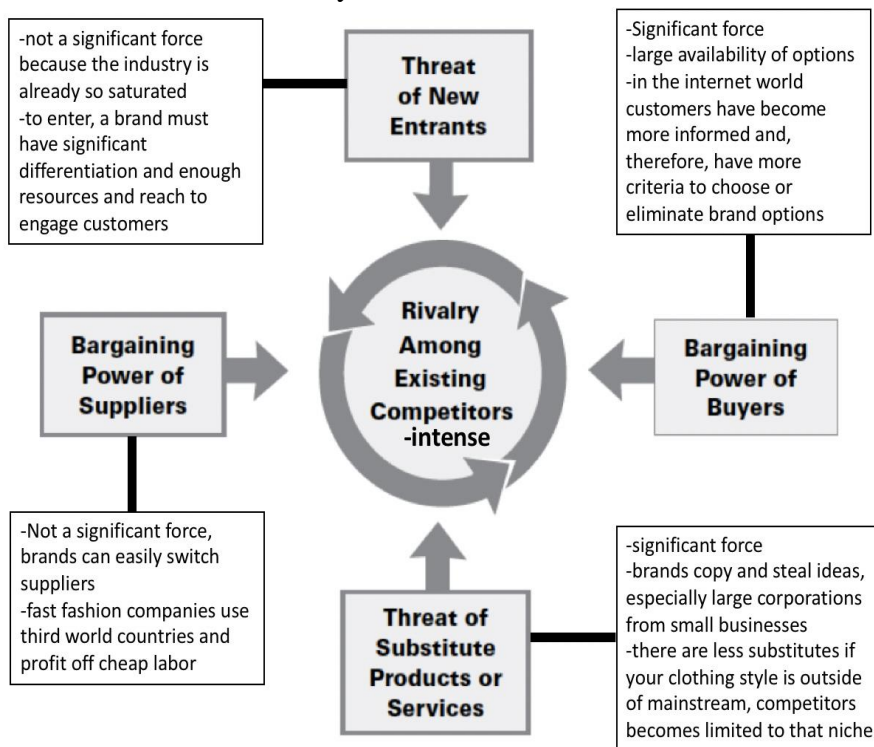 -not a significant force
because the industry is
already so saturated
-to enter, a brand must
have significant
differentiation and enough
resources and reach to
engage customers
Threat
of New
Entrants
-Significant force
-large availability of options
-in the internet world
customers have become
more informed and,
therefore, have more
criteria to choose or
eliminate brand options
Bargaining
Power of
Suppliers
Rivalry
Among
Existing
Competitors
-intense
Bargaining
Power of
Buyers
-Not a significant force,
brands can easily switch
suppliers
-fast fashion companies use
third world countries and
profit off cheap labor
Threat of
Substitute
Products or
Services
-significant force
-brands copy and steal ideas,
especially large corporations
from small businesses
-there are less substitutes if
your clothing style is outside
of mainstream, competitors
becomes limited to that niche